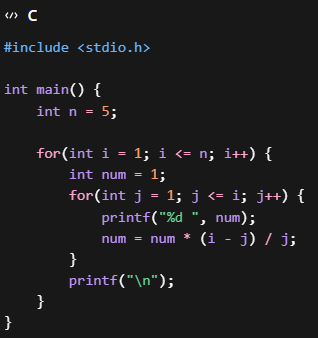 </> C
#include <stdio.h>
int main() {
    int n = 5;
    for(int i = 1; i <= n; i++) {
        int num = 1;
        for(int j = 1; j <= i; j++) {
            printf("%d ", num);
            num = num * (i - j) / j;
        }
        printf("\n");
    }
}